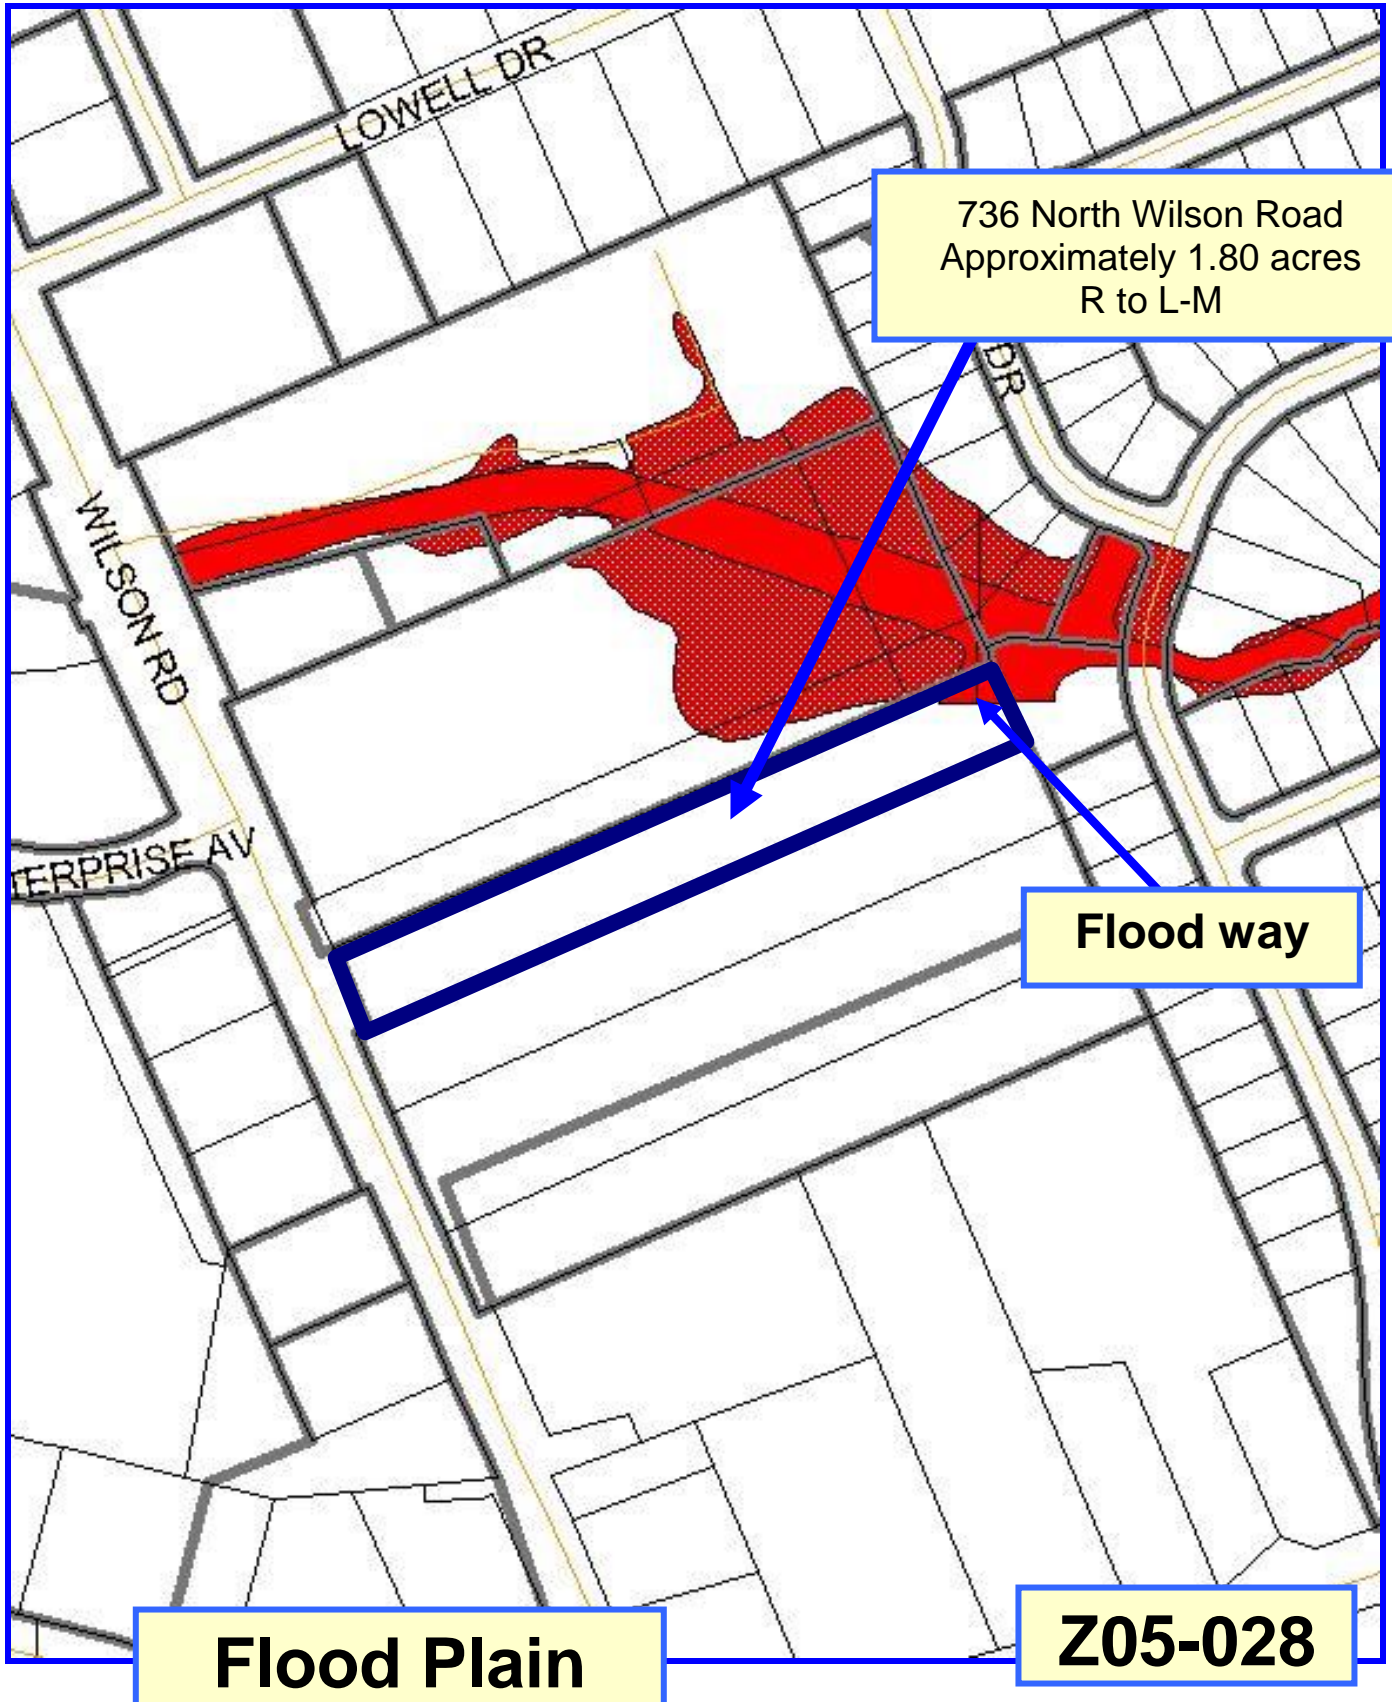 LOWELL DR
736 North Wilson Road
Approximately 1.80 acres
R to L-M
DR
WILSON RD
TERPRISE AV
Flood way
Flood Plain
Z05-028